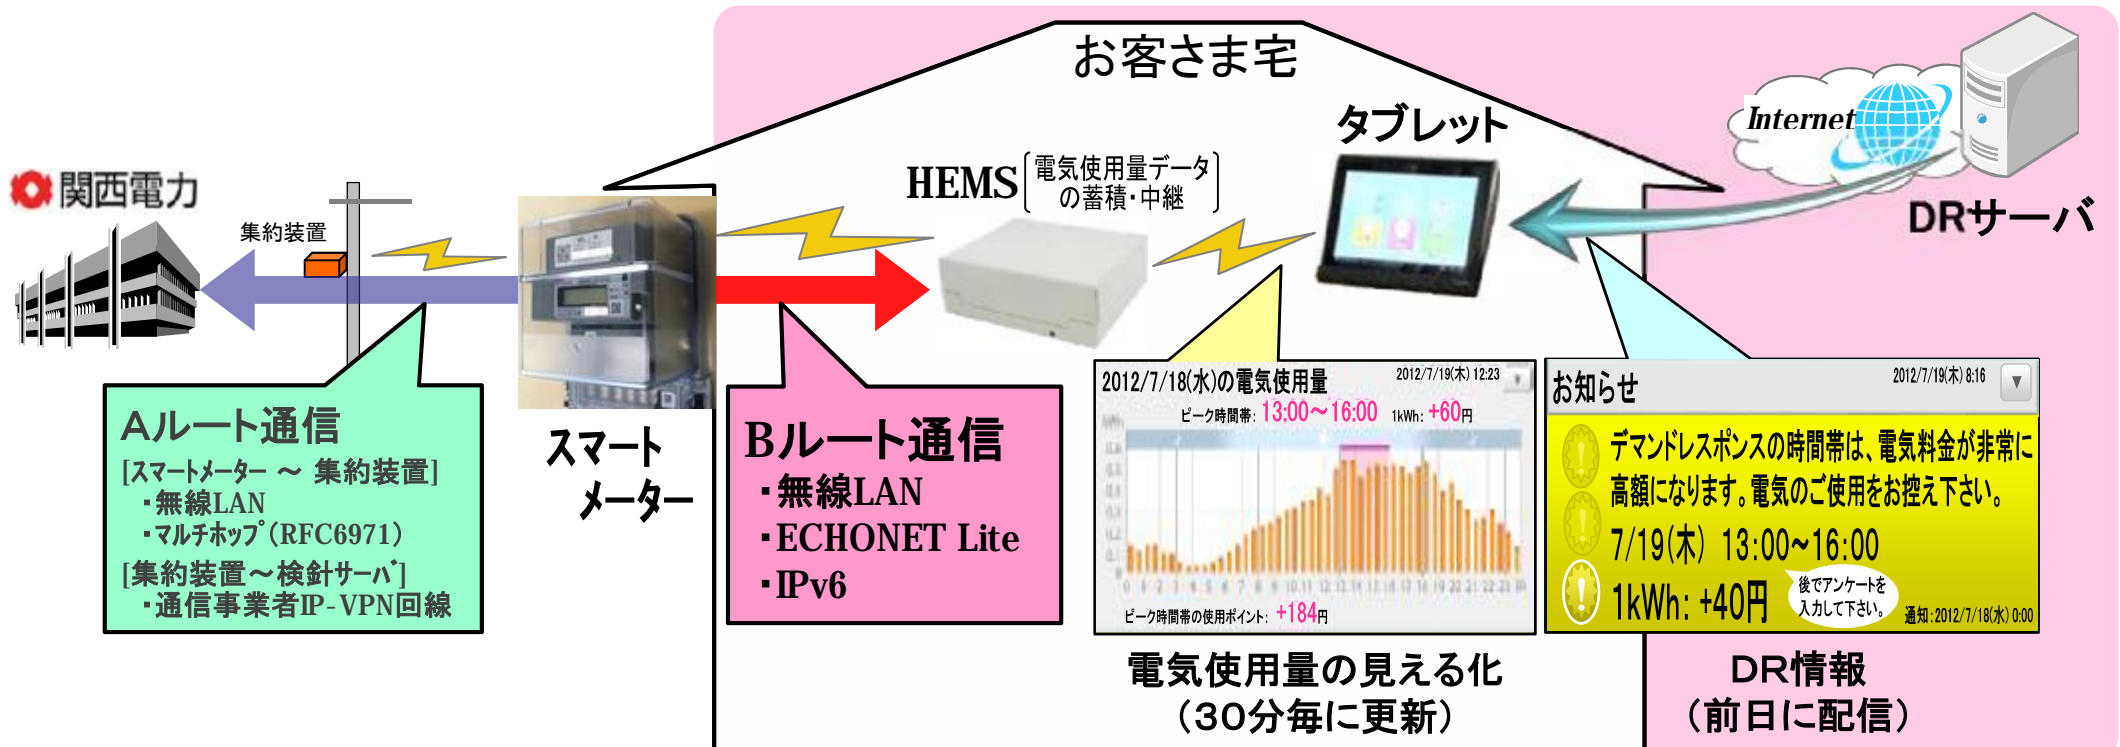 お客さま宅
Internet
DRサーバ
タブレット
HEMS
電気使用量データ
の蓄積・中継
関西電力
集約装置
スマート
メーター
Aルート通信
[スマートメーター ～ 集約装置]
・無線LAN
・マルチホップ(RFC6971)
[集約装置～検針サーバ]
・通信事業者IP-VPN回線
Bルート通信
・無線LAN
・ECHONET Lite
・IPv6
2012/7/18(水)の電気使用量
2012/7/19(木) 12:23
ピーク時間帯: 13:00～16:00 1kWh: +60円
ピーク時間帯の使用ポイント: +184円
電気使用量の見える化
（30分毎に更新）
お知らせ
2012/7/19(木) 8:16
デマンドレスポンスの時間帯は、電気料金が非常に
高額になります。電気のご使用をお控え下さい。
7/19(木) 13:00～16:00
1kWh: +40円
後でアンケートを
入力して下さい。
通知:2012/7/18(水) 0:00
DR情報
（前日に配信）